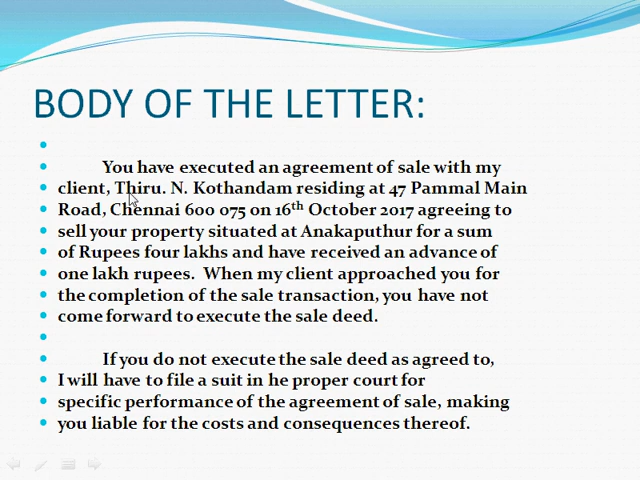 BODY OF THE LETTER:
You have executed an agreement of sale with my
client, Thiru. N. Kothandam residing at 47 Pammal Main
Road, Chennai 600 075 on 16th October 2017 agreeing to
sell your property situated at Anakaputhur for a sum
of Rupees four lakhs and have received an advance of
one lakh rupees. When my client approached you for
the completion of the sale transaction, you have not
come forward to execute the sale deed.
If you do not execute the sale deed as agreed to,
I will have to file a suit in he proper court for
specific performance of the agreement of sale, making
you liable for the costs and consequences thereof.